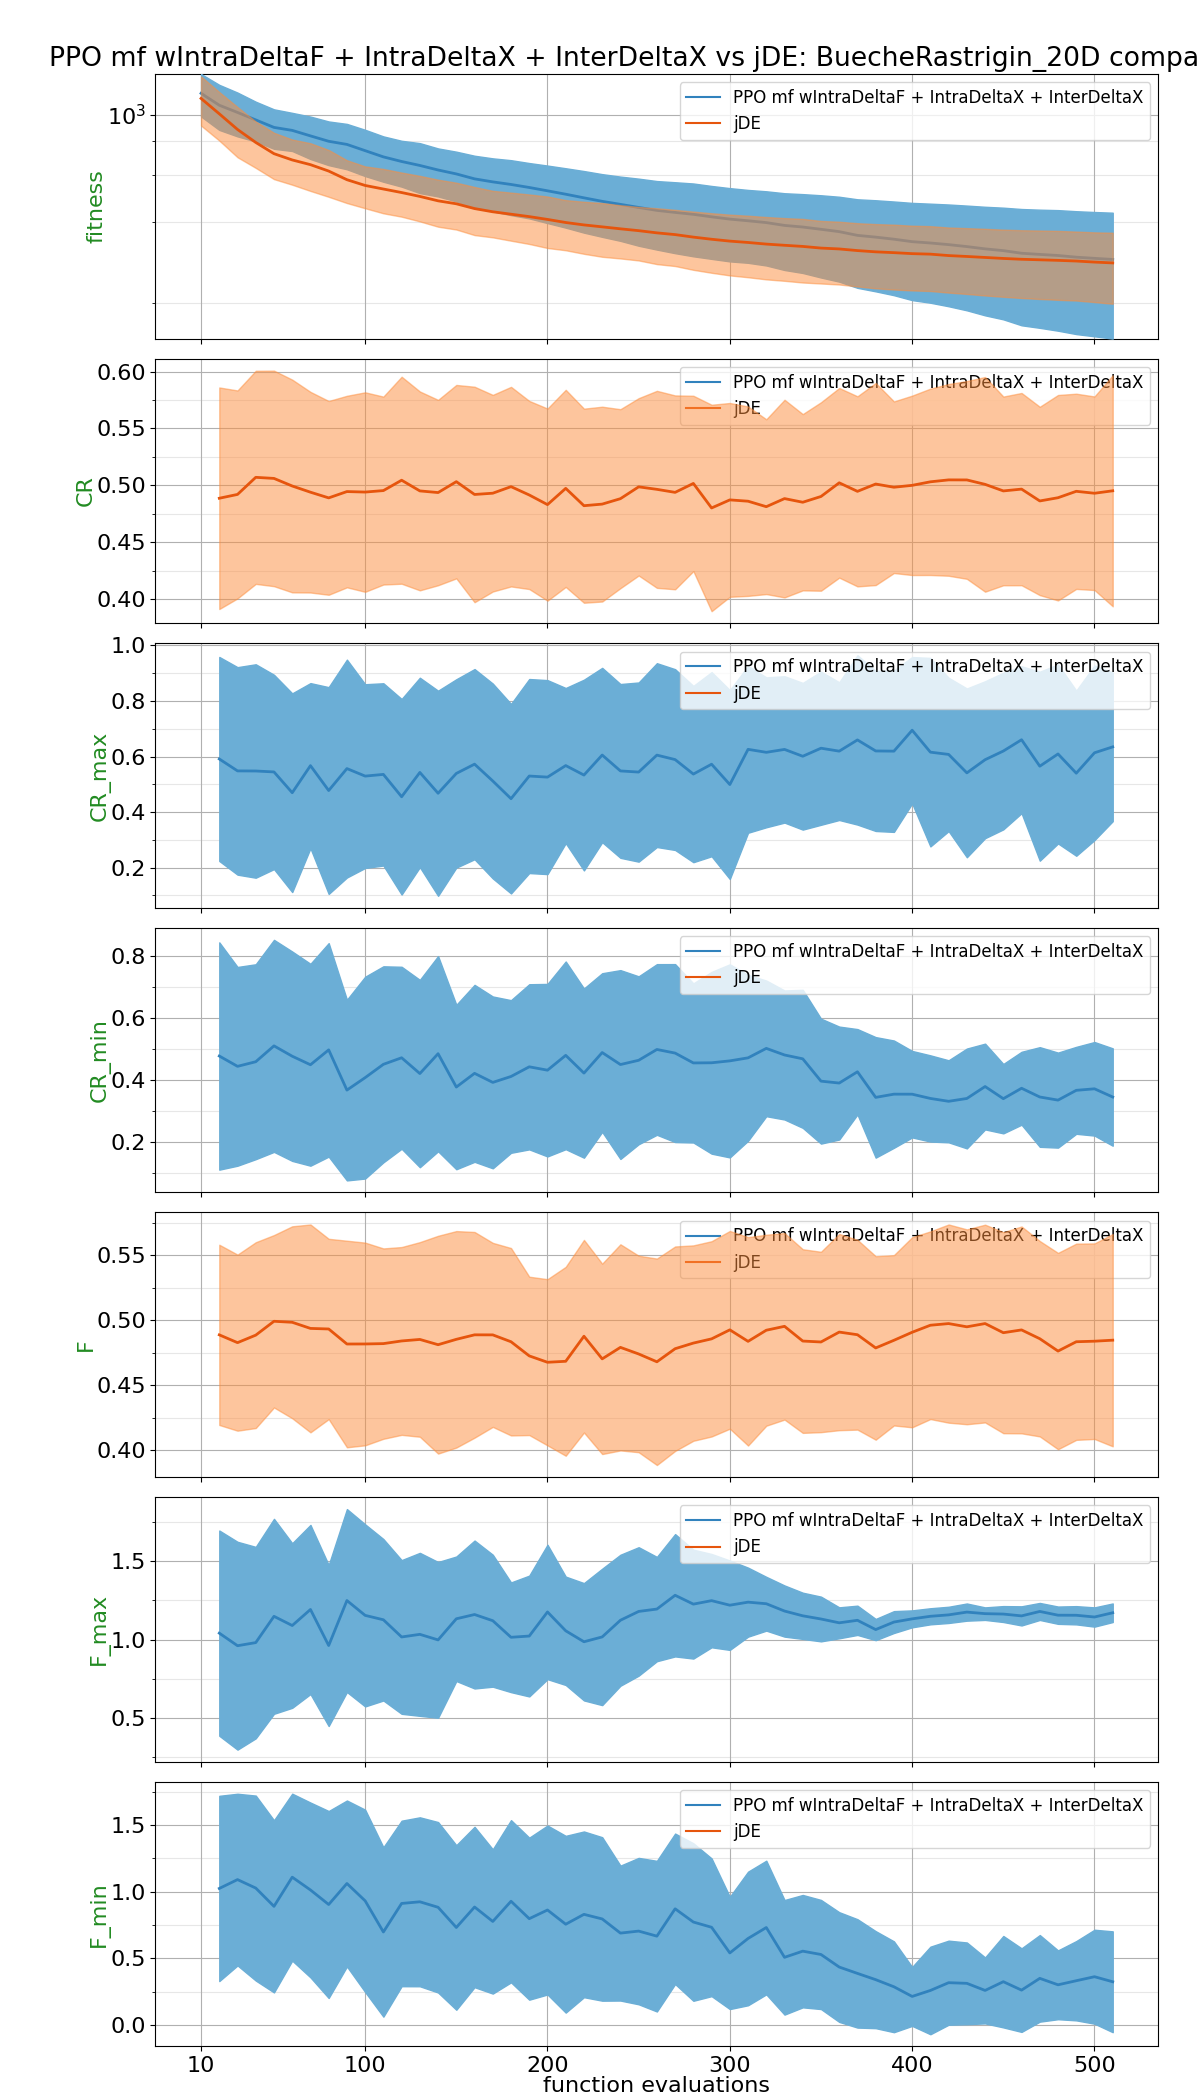 PPO mf wIntraDeltaF + IntraDeltaX + InterDeltaX vs jDE: BuecheRastrigin_20D compa
PPO mf wIntraDeltaF + IntraDeltaX + InterDeltaX
jDE
10³
fitness
PPO mf wIntraDeltaF + IntraDeltaX + InterDeltaX
jDE
0.60
0.55
0.50
0.45
0.40
CR
PPO mf wIntraDeltaF + IntraDeltaX + InterDeltaX
jDE
1.0
0.8
0.6
0.4
0.2
CR_max
PPO mf wIntraDeltaF + IntraDeltaX + InterDeltaX
jDE
0.8
0.6
0.4
0.2
CR_min
PPO mf wIntraDeltaF + IntraDeltaX + InterDeltaX
jDE
0.55
0.50
0.45
0.40
F
PPO mf wIntraDeltaF + IntraDeltaX + InterDeltaX
jDE
1.5
1.0
0.5
F_max
PPO mf wIntraDeltaF + IntraDeltaX + InterDeltaX
jDE
1.5
1.0
0.5
0.0
F_min
10 100 200 300 400 500
function evaluations